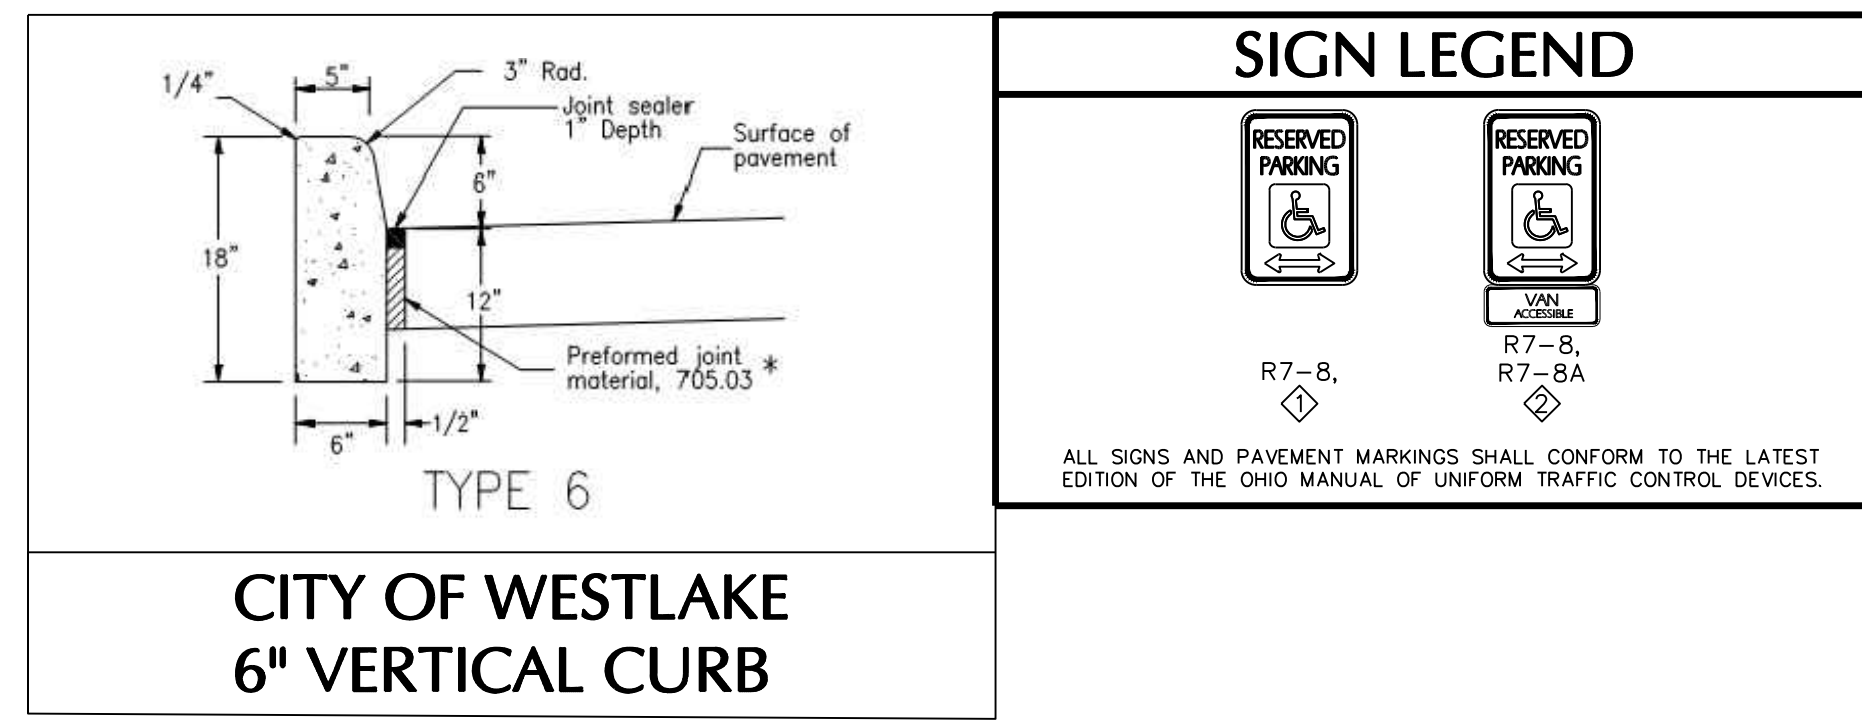 1/4"
5"
3" Rad.
Joint sealer
1" Depth
Surface of
pavement
6"
18"
12"
Preformed joint
material, 705.03 *
6"
1/2"
TYPE 6
CITY OF WESTLAKE
6" VERTICAL CURB
SIGN LEGEND
RESERVED
PARKING
R7-8,
1
RESERVED
PARKING
VAN
ACCESSIBLE
R7-8,
R7-8A
2
ALL SIGNS AND PAVEMENT MARKINGS SHALL CONFORM TO THE LATEST
EDITION OF THE OHIO MANUAL OF UNIFORM TRAFFIC CONTROL DEVICES.